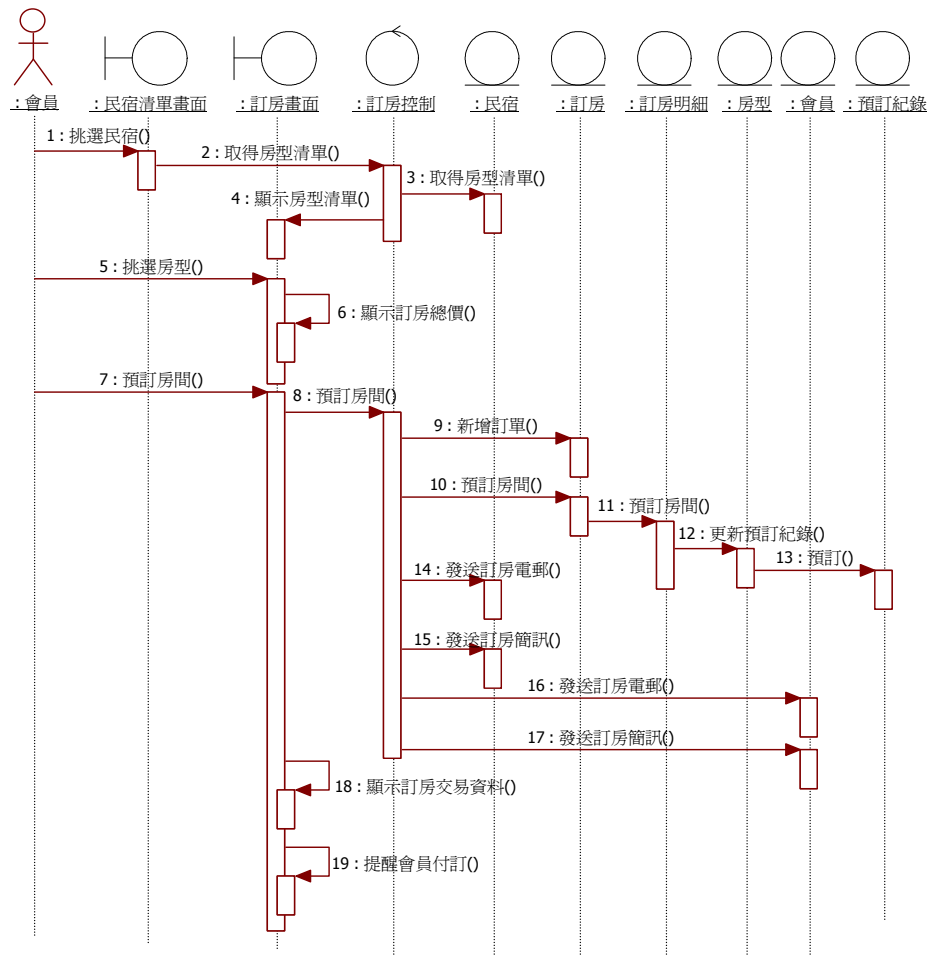 : 會員
: 民宿清單畫面
: 訂房畫面
: 訂房控制
: 民宿
: 訂房
: 訂房明細
: 房型
: 會員
: 預訂紀錄
1 : 挑選民宿()
2 : 取得房型清單()
3 : 取得房型清單()
4 : 顯示房型清單()
5 : 挑選房型()
6 : 顯示訂房總價()
7 : 預訂房間()
8 : 預訂房間()
9 : 新增訂單()
10 : 預訂房間()
11 : 預訂房間()
12 : 更新預訂紀錄()
13 : 預訂()
14 : 發送訂房電郵()
15 : 發送訂房簡訊()
16 : 發送訂房電郵()
17 : 發送訂房簡訊()
18 : 顯示訂房交易資料()
19 : 提醒會員付訂()